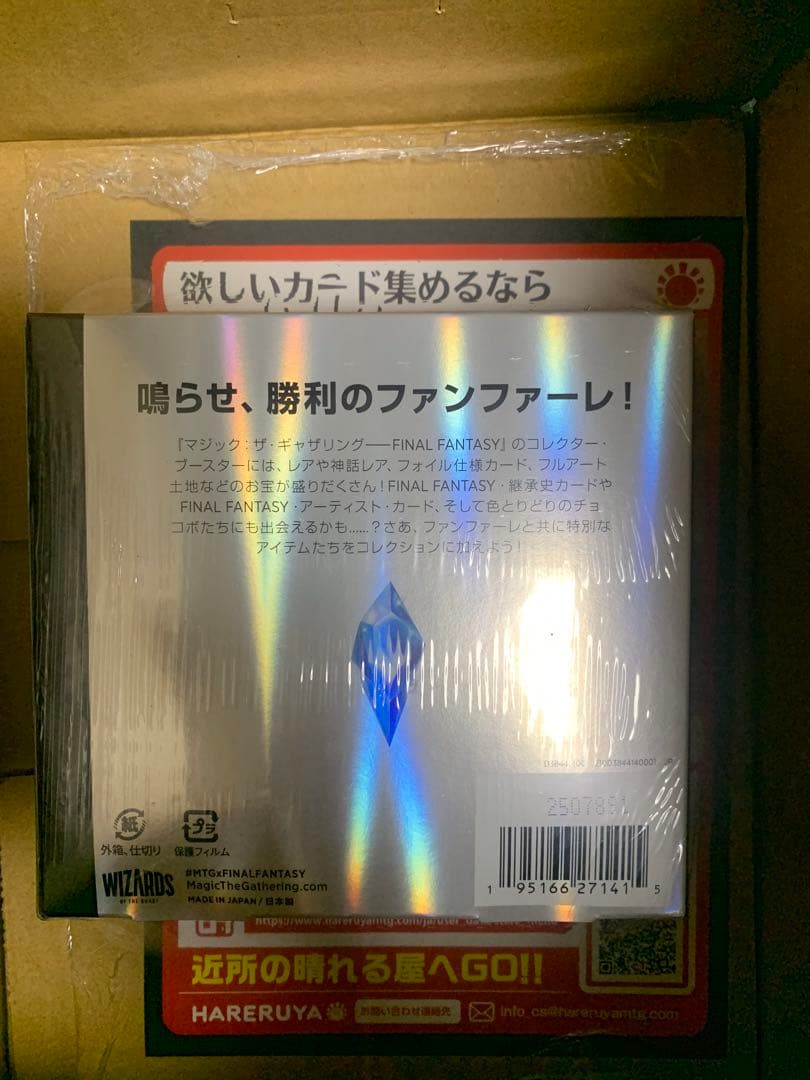 欲しいカード集めるなら
鳴らせ、勝利のファンファーレ！
『マジック：ザ・ギャザリング――FINAL FANTASY』のコレクター・
ブースターには、レアや神話レア、フォイル仕様カード、フルアート
土地などのお宝が盛りだくさん！FINAL FANTASY・継承史カードや
FINAL FANTASY・アーティスト・カード、そして色とりどりのチョ
コボたちにも出会えるかも……？さあ、ファンファーレと共に特別な
アイテムたちをコレクションに加えよう！
2507891
紙
外箱、仕切り
プラ
保護フィルム
WIZARDS
OF THE COAST
#MTGxFINALFANTASY
MagicTheGathering.com
MADE IN JAPAN / 日本製
1 95166 27141 5
近所の晴れる屋へGO!!
HARERUYA
お問い合わせ連絡先
info_cs@hareruyamtg.com